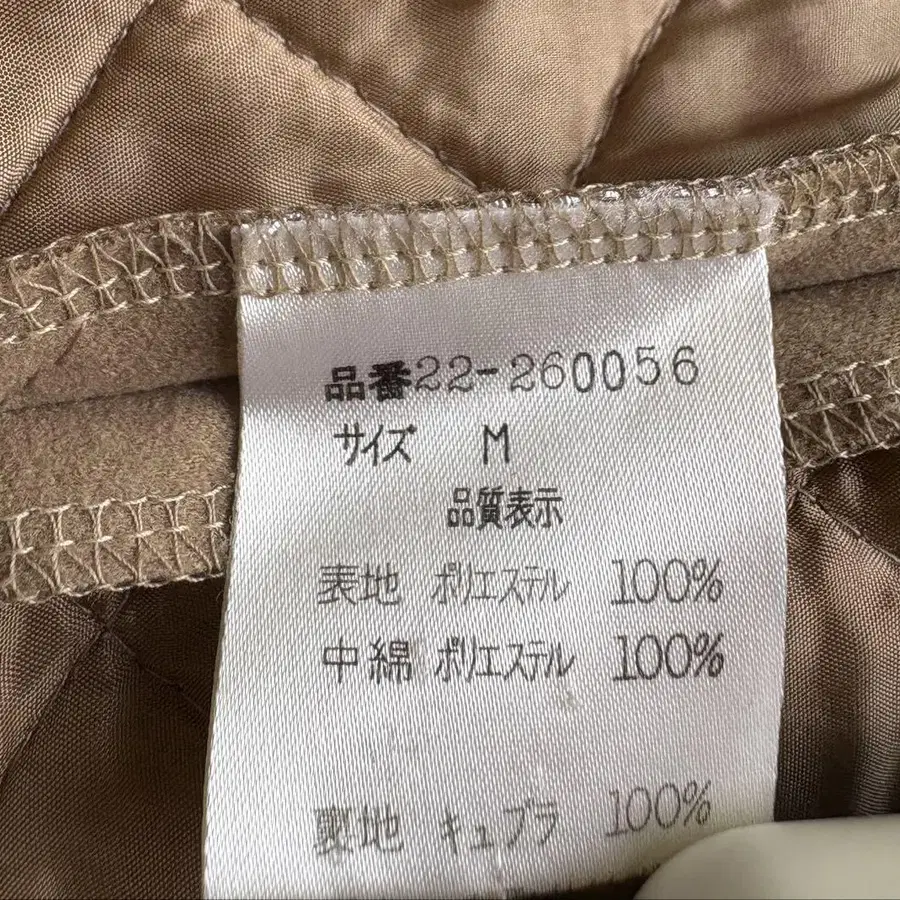 品番22-260056
サイズ M
品質表示
表地 ポリエステル 100%
中綿 ポリエステル 100%
裏地 キュプラ 100%